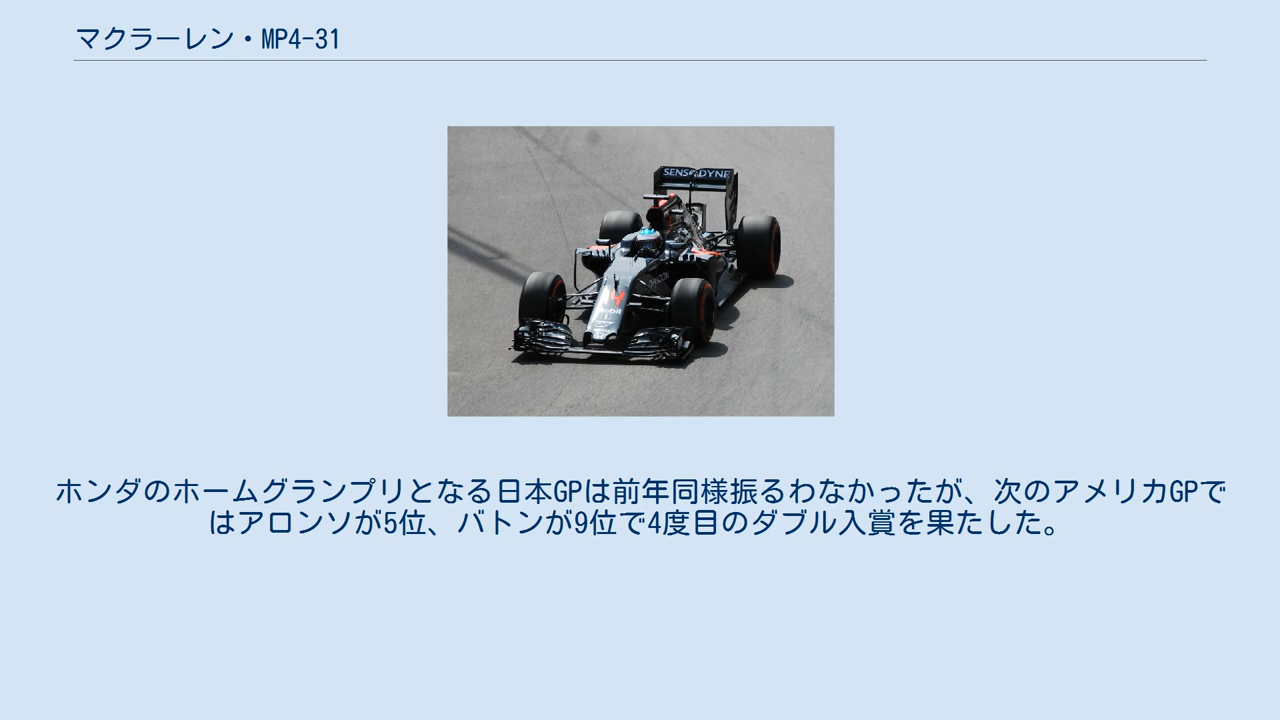 マクラーレン・MP4-31
SENSODYNE
14
Mobil 1
ホンダのホームグランプリとなる日本GPは前年同様振るわなかったが、次のアメリカGPで
はアロンソが5位、バトンが9位で4度目のダブル入賞を果たした。